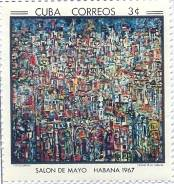 CUBA CORREOS 3¢
SALON DE MAYO HABANA 1967